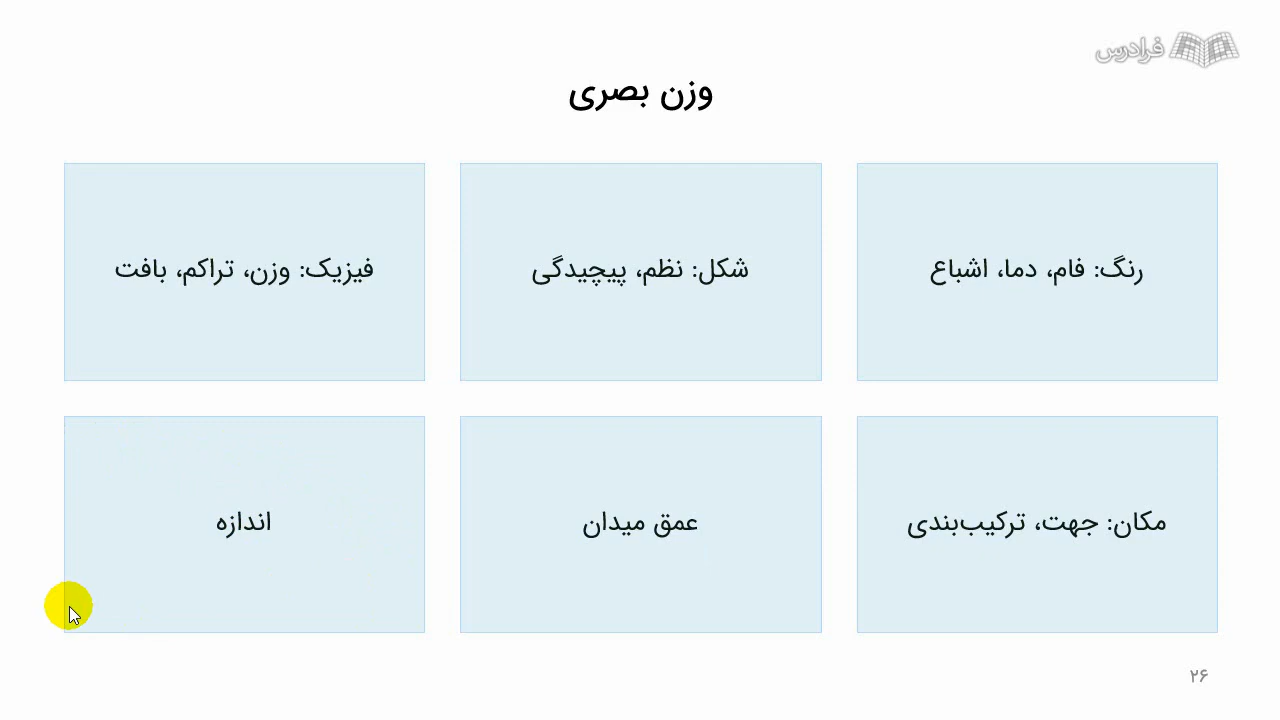 فرادرس
وزن بصری
رنگ: فام، دما، اشباع
شکل: نظم، پیچیدگی
فیزیک: وزن، تراکم، بافت
مکان: جهت، ترکیب‌بندی
عمق میدان
اندازه
۲۶